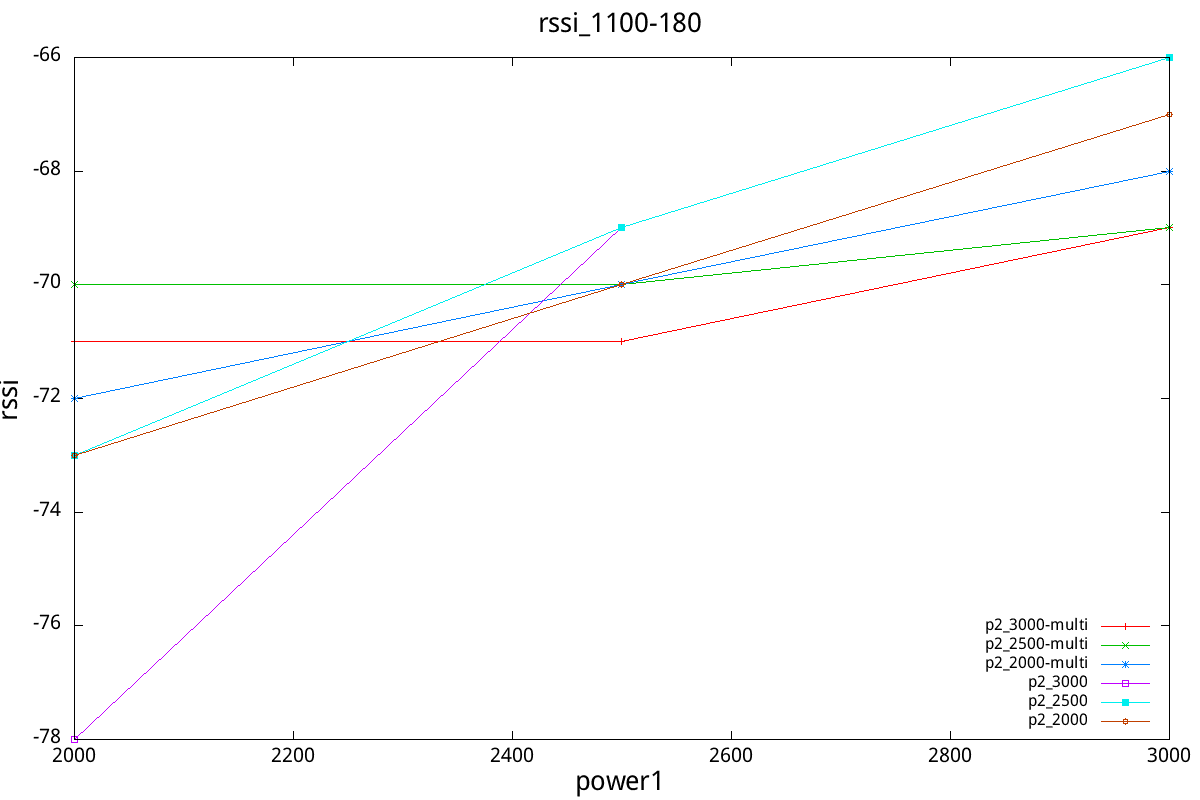 rssi_1100-180
-66
-68
-70
-72
-74
-76
-78
rssi
p2_3000-multi
p2_2500-multi
p2_2000-multi
p2_3000
p2_2500
p2_2000
2000 2200 2400 2600 2800 3000
power1